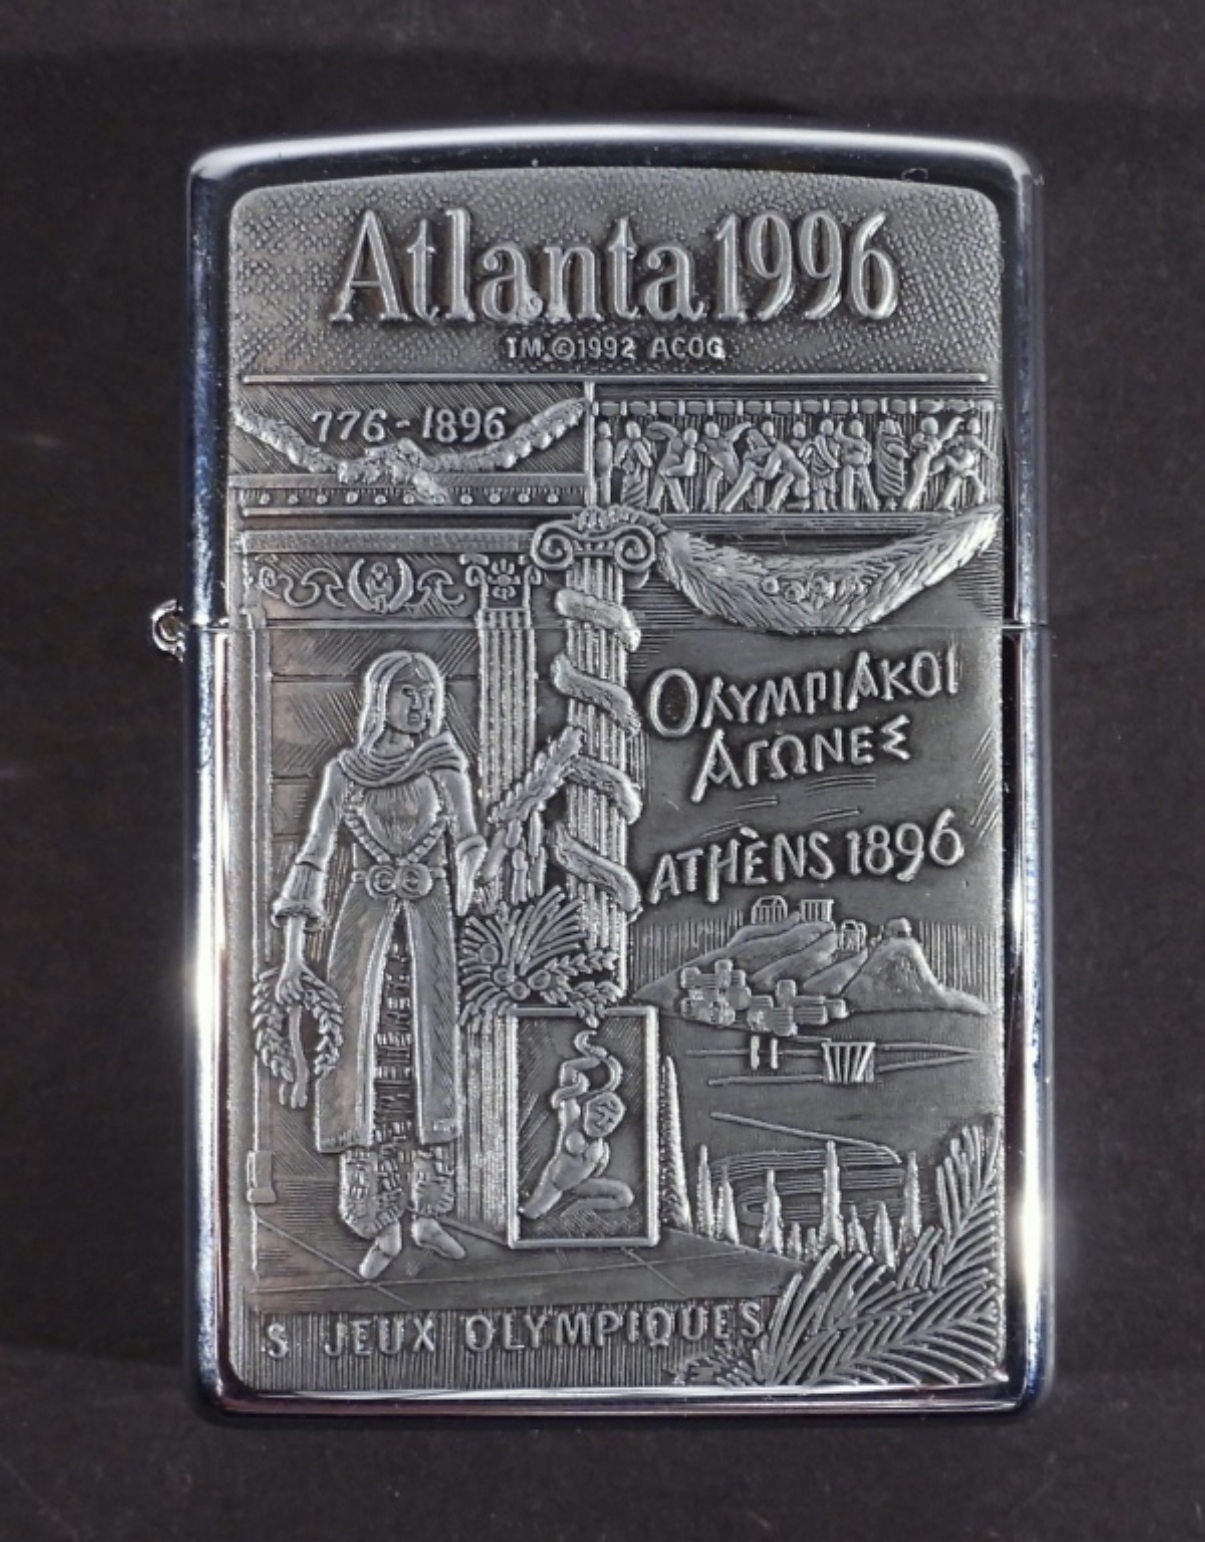 Atlanta 1996
TM ©1992 ACOG
776-1896
ΟΛΥΜΠΙΑΚΟΙ
ΑΓΩΝΕΣ
ATHÈNS 1896
S JEUX OLYMPIQUES